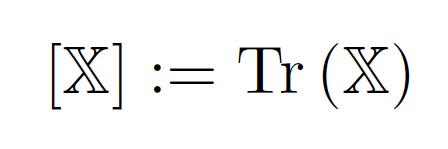 [𝕏] := Tr (𝕏)